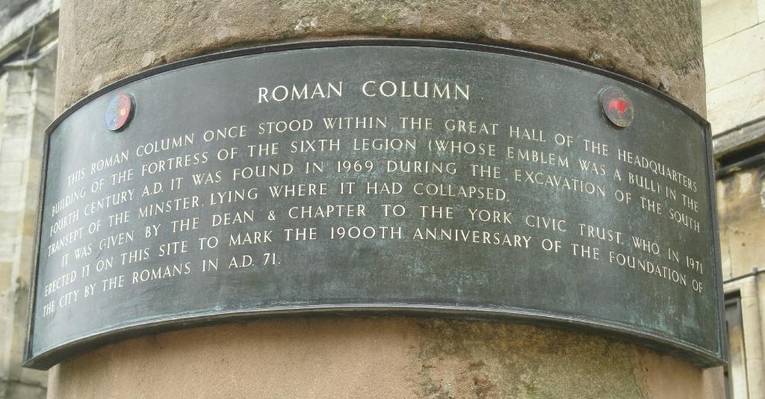 ROMAN COLUMN
THIS ROMAN COLUMN ONCE STOOD WITHIN THE GREAT HALL OF THE HEADQUARTERS
BUILDING OF THE FORTRESS OF THE SIXTH LEGION (WHOSE EMBLEM WAS A BULL) IN THE
FOURTH CENTURY A.D. IT WAS FOUND IN 1969 DURING THE EXCAVATION OF THE SOUTH
TRANSEPT OF THE MINSTER, LYING WHERE IT HAD COLLAPSED.
IT WAS GIVEN BY THE DEAN & CHAPTER TO THE YORK CIVIC TRUST, WHO, IN 1971
ERECTED IT ON THIS SITE TO MARK THE 1900TH ANNIVERSARY OF THE FOUNDATION OF
THE CITY BY THE ROMANS IN A.D. 71.